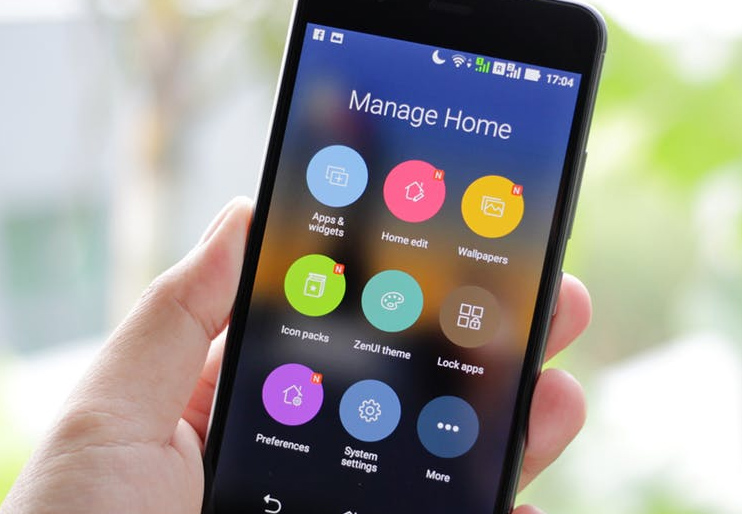 17:04
Manage Home
Apps &
widgets
N
Home edit
N
Wallpapers
N
Icon packs
ZenUI theme
Lock apps
N
Preferences
System
settings
More